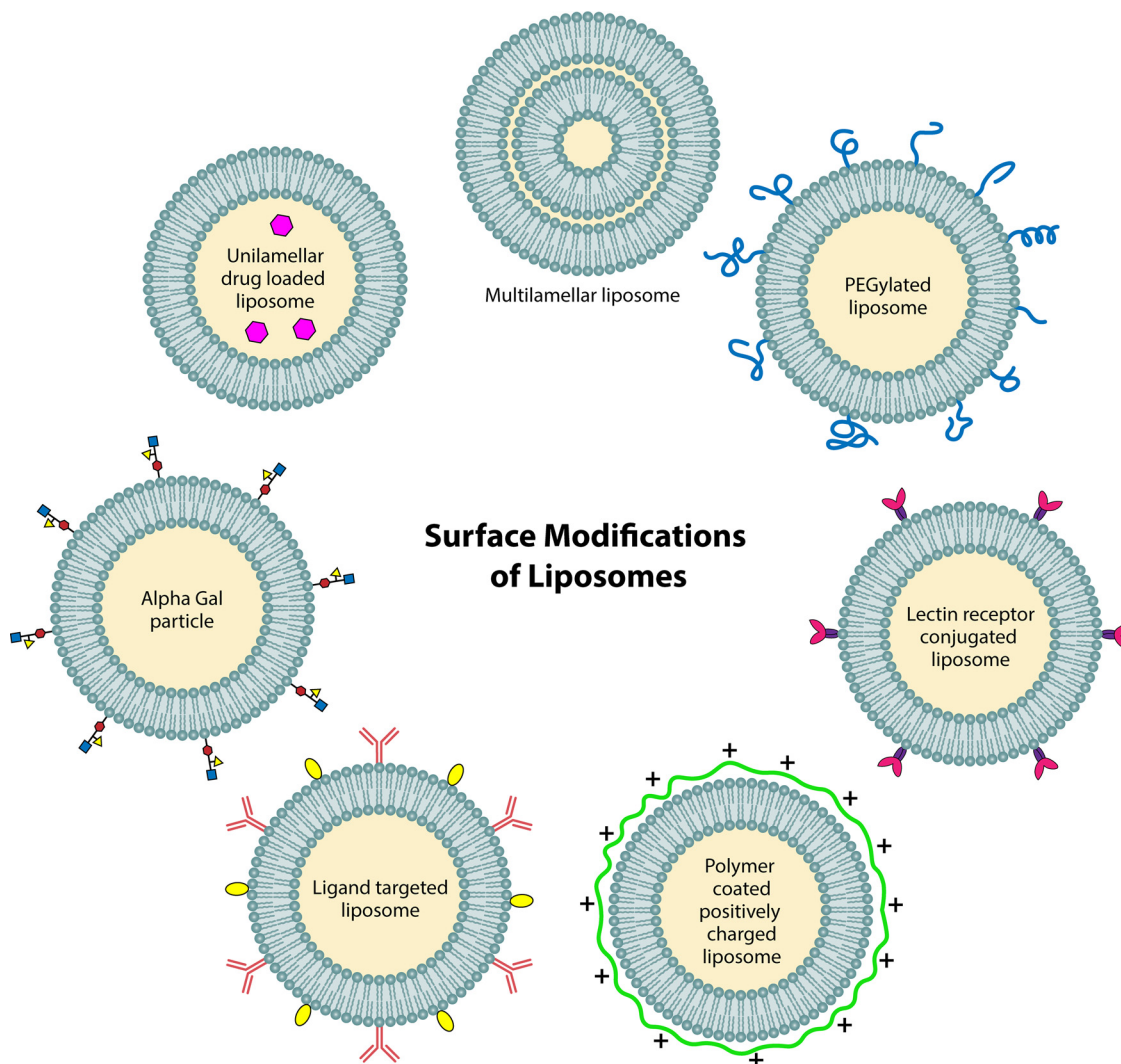 Unilamellar
drug loaded
liposome
Multilamellar liposome
PEGylated
liposome
Surface Modifications
of Liposomes
Alpha Gal
particle
Lectin receptor
conjugated
liposome
Ligand targeted
liposome
Polymer
coated
positively
charged
liposome